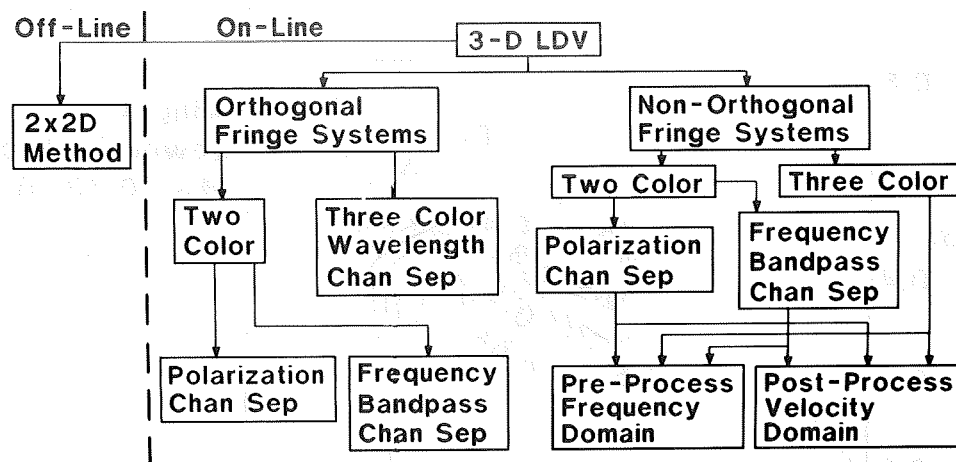 Off-Line
On-Line
3-D LDV
2x2D
Method
Orthogonal
Fringe Systems
Non-Orthogonal
Fringe Systems
Two Color
Three Color
Two
Color
Three Color
Wavelength
Chan Sep
Polarization
Chan Sep
Frequency
Bandpass
Chan Sep
Polarization
Chan Sep
Frequency
Bandpass
Chan Sep
Pre-Process
Frequency
Domain
Post-Process
Velocity
Domain